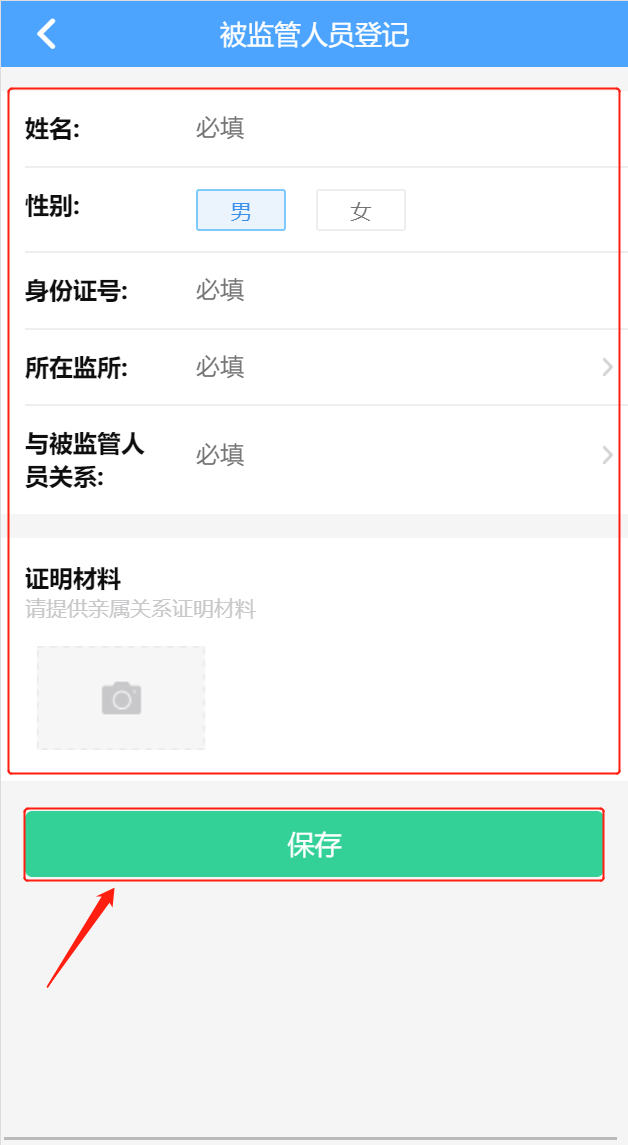 被监管人员登记
姓名: 必填
性别: 男 女
身份证号: 必填
所在监所: 必填
与被监管人
员关系: 必填
证明材料
请提供亲属关系证明材料
保存